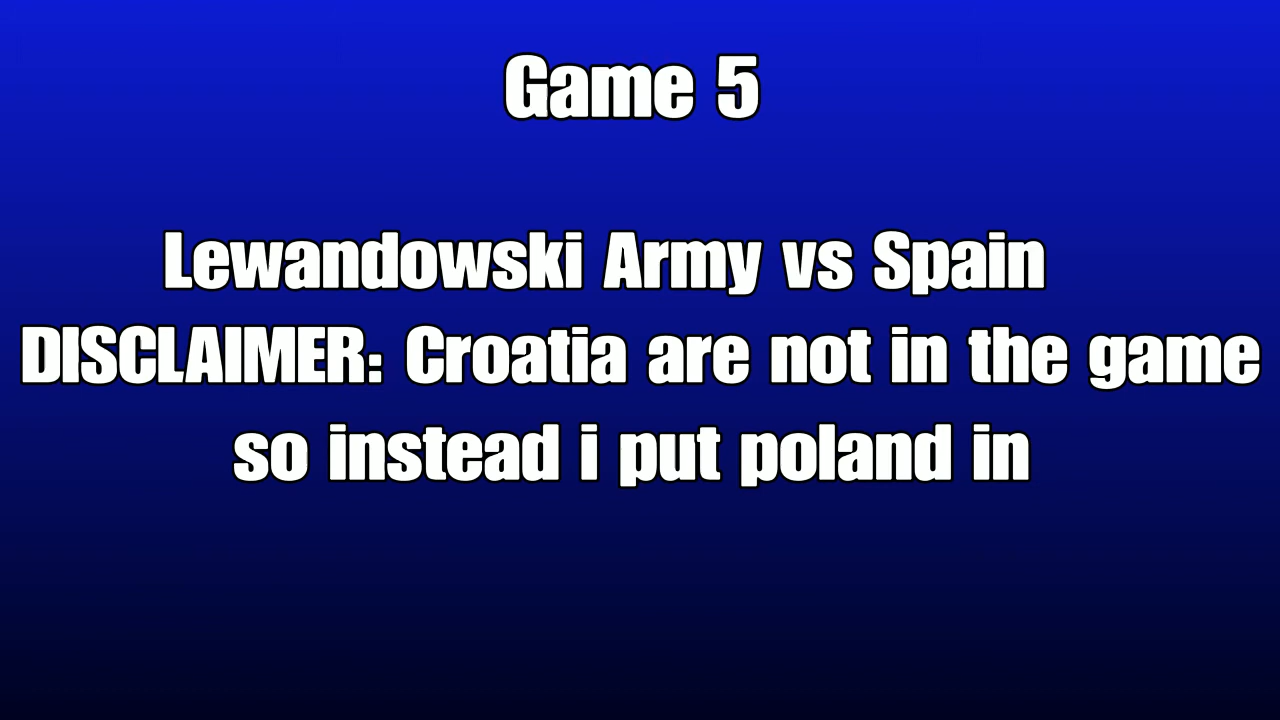 Game 5
Lewandowski Army vs Spain
DISCLAIMER: Croatia are not in the game
so instead i put poland in